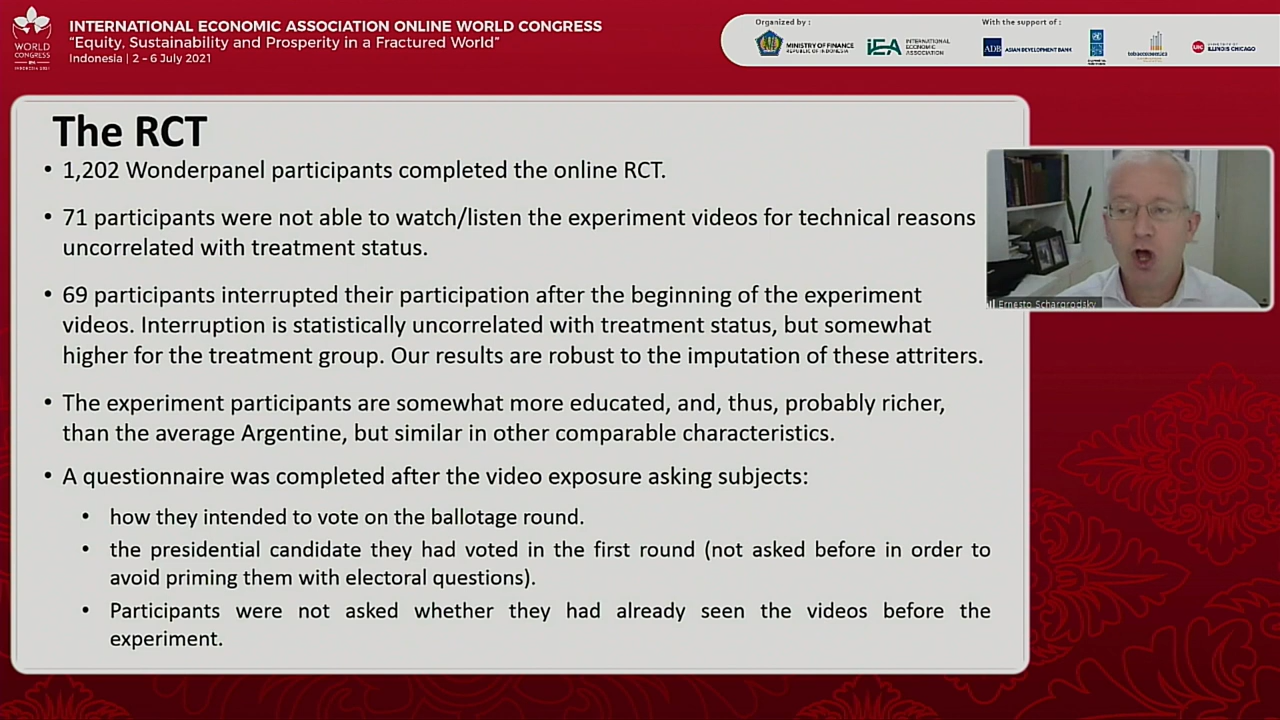 INTERNATIONAL ECONOMIC ASSOCIATION ONLINE WORLD CONGRESS
"Equity, Sustainability and Prosperity in a Fractured World"
Indonesia | 2 - 6 July 2021
WORLD
CONGRESS
Organized by :
MINISTRY OF FINANCE
REPUBLIC OF INDONESIA
iEA
INTERNATIONAL
ECONOMIC
ASSOCIATION
With the support of :
ADB
ASIAN DEVELOPMENT BANK
UIC
ILLINOIS CHICAGO
The RCT
• 1,202 Wonderpanel participants completed the online RCT.
• 71 participants were not able to watch/listen the experiment videos for technical reasons
uncorrelated with treatment status.
• 69 participants interrupted their participation after the beginning of the experiment
videos. Interruption is statistically uncorrelated with treatment status, but somewhat
higher for the treatment group. Our results are robust to the imputation of these attriters.
• The experiment participants are somewhat more educated, and, thus, probably richer,
than the average Argentine, but similar in other comparable characteristics.
• A questionnaire was completed after the video exposure asking subjects:
• how they intended to vote on the ballotage round.
• the presidential candidate they had voted in the first round (not asked before in order to
avoid priming them with electoral questions).
• Participants were not asked whether they had already seen the videos before the
experiment.
Ernesto Schargrodsky